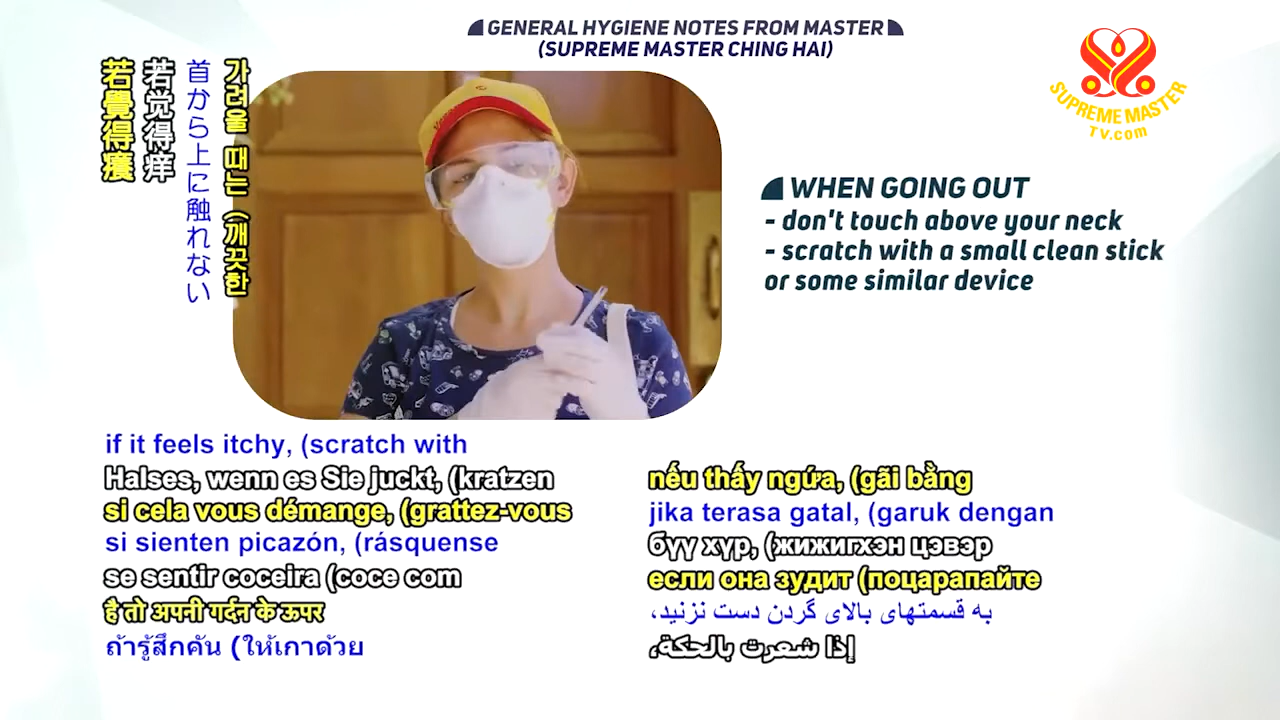 GENERAL HYGIENE NOTES FROM MASTER
(SUPREME MASTER CHING HAI)
SUPREME MASTER
TV.com
若覺得癢
若觉得痒
首から上に触れない
가려울 때는 (깨끗한
WHEN GOING OUT
- don't touch above your neck
- scratch with a small clean stick
or some similar device
if it feels itchy, (scratch with
Halses, wenn es Sie juckt, (kratzen
si cela vous démange, (grattez-vous
si sienten picazón, (rásquense
se sentir coceira (coce com
है तो अपनी गर्दन के ऊपर
ถ้ารู้สึกคัน (ให้เกาด้วย
nếu thấy ngứa, (gãi bằng
jika terasa gatal, (garuk dengan
бүү хүр, (жижигхэн цэвэр
если она зудит (поцарапайте
به قسمتهای بالای گردن دست نزنید،
إذا شعرت بالحكة،